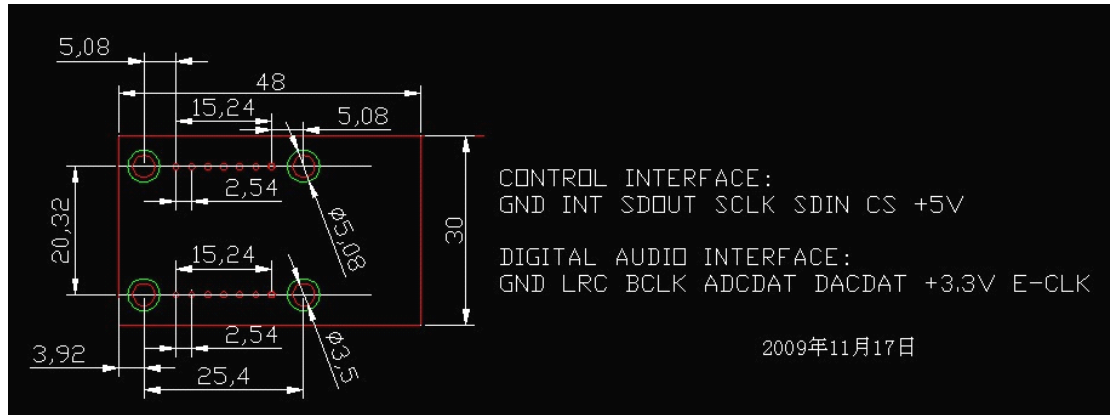 5,08
48
15,24
5,08
2,54
20,32
ø5,08
30
15,24
2,54
3,92
ø3,5
25,4
CONTROL INTERFACE:
GND INT SDOUT SCLK SDIN CS +5V
DIGITAL AUDIO INTERFACE:
GND LRC BCLK ADCDAT DACDAT +3.3V E-CLK
2009年11月17日